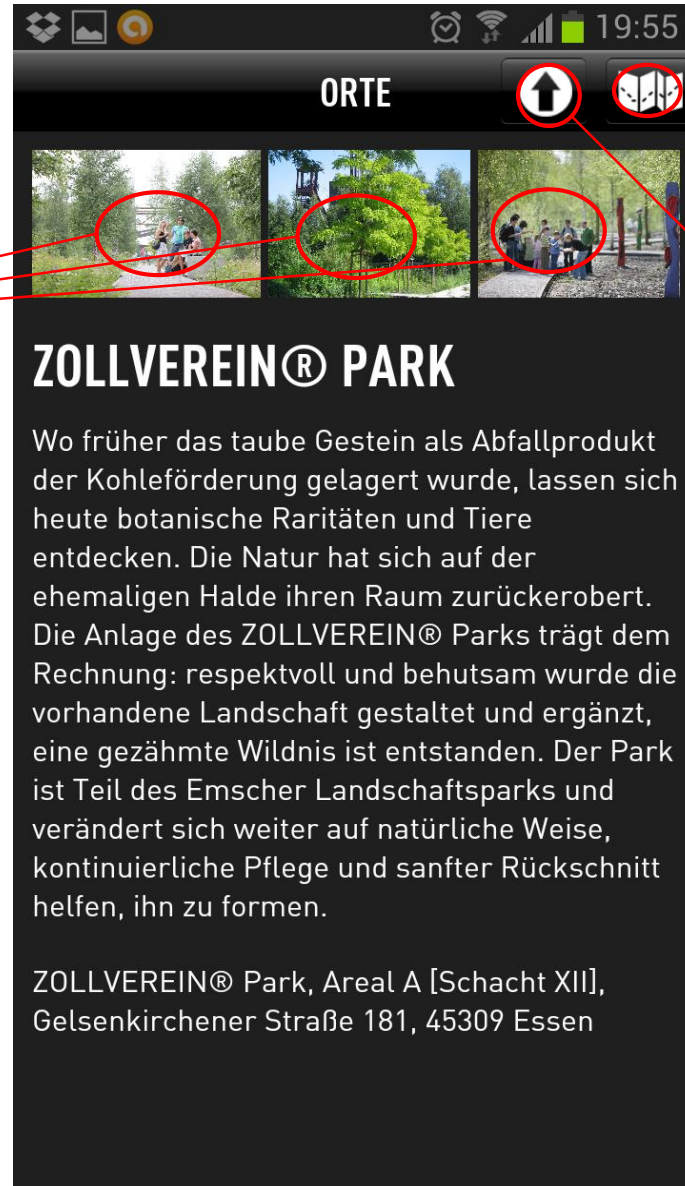 19:55
ORTE
ZOLLVEREIN® PARK
Wo früher das taube Gestein als Abfallprodukt
der Kohleförderung gelagert wurde, lassen sich
heute botanische Raritäten und Tiere
entdecken. Die Natur hat sich auf der
ehemaligen Halde ihren Raum zurückerobert.
Die Anlage des ZOLLVEREIN® Parks trägt dem
Rechnung: respektvoll und behutsam wurde die
vorhandene Landschaft gestaltet und ergänzt,
eine gezähmte Wildnis ist entstanden. Der Park
ist Teil des Emscher Landschaftsparks und
verändert sich weiter auf natürliche Weise,
kontinuierliche Pflege und sanfter Rückschnitt
helfen, ihn zu formen.
ZOLLVEREIN® Park, Areal A [Schacht XII],
Gelsenkirchener Straße 181, 45309 Essen